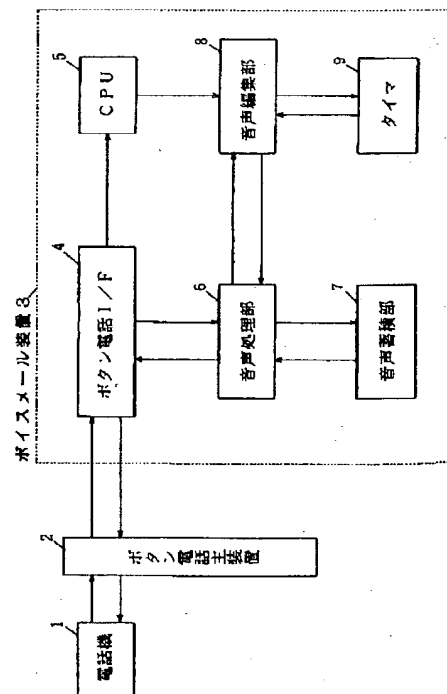 ボイスメール装置3
1
電話機
2
ボタン電話主装置
4
ボタン電話I/F
5
CPU
6
音声処理部
7
音声蓄積部
8
音声編集部
9
タイマ